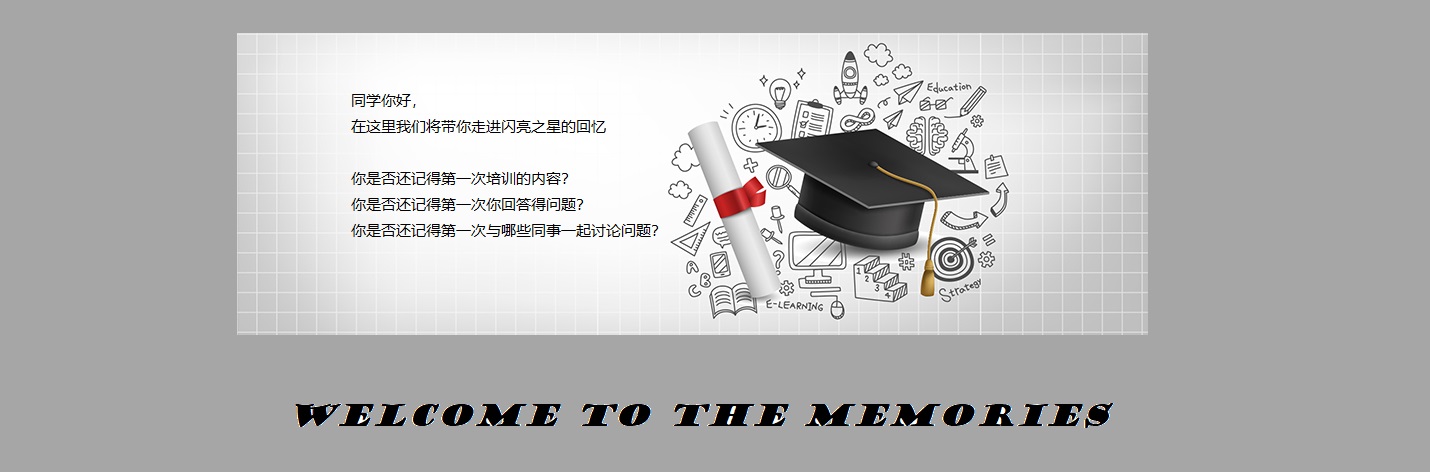 同学你好，
在这里我们将带你走进闪亮之星的回忆
你是否还记得第一次培训的内容？
你是否还记得第一次你回答得问题？
你是否还记得第一次与哪些同事一起讨论问题？
Education
A
B
C
1
2
3
4
E-LEARNING
Strategy
WELCOME TO THE MEMORIES